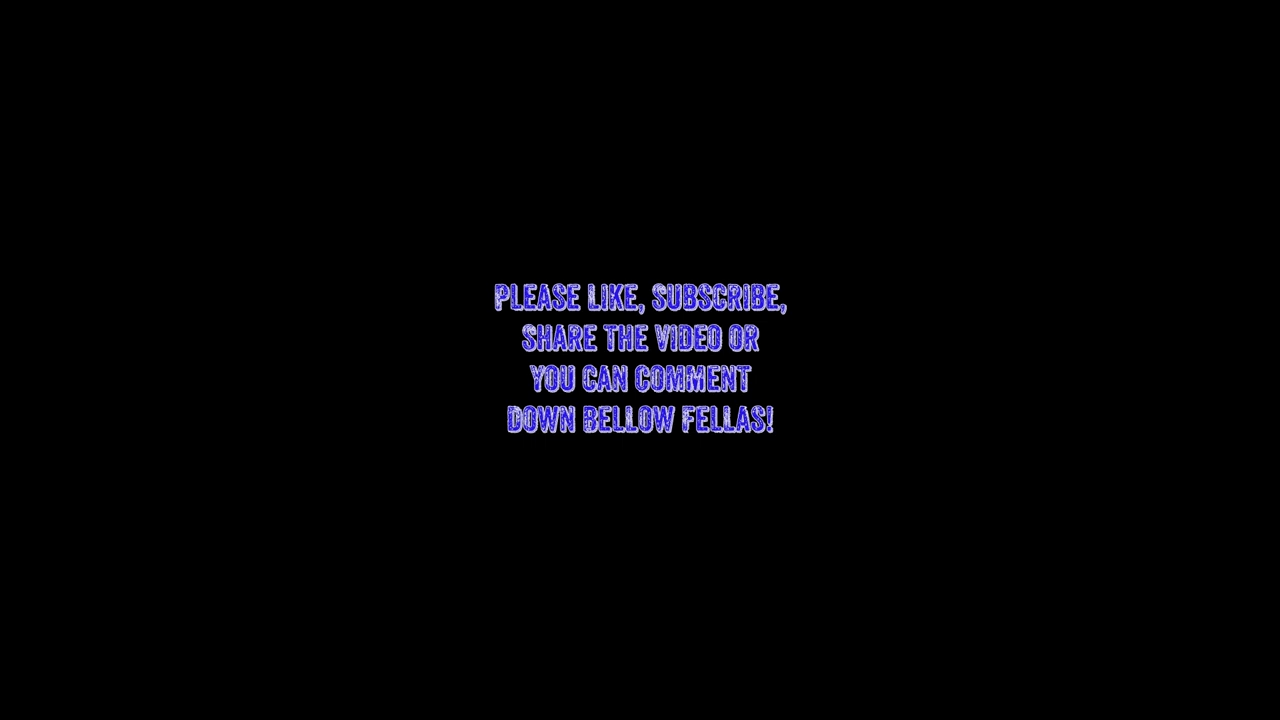 PLEASE LIKE, SUBSCRIBE,
SHARE THE VIDEO OR
YOU CAN COMMENT
DOWN BELLOW FELLAS!